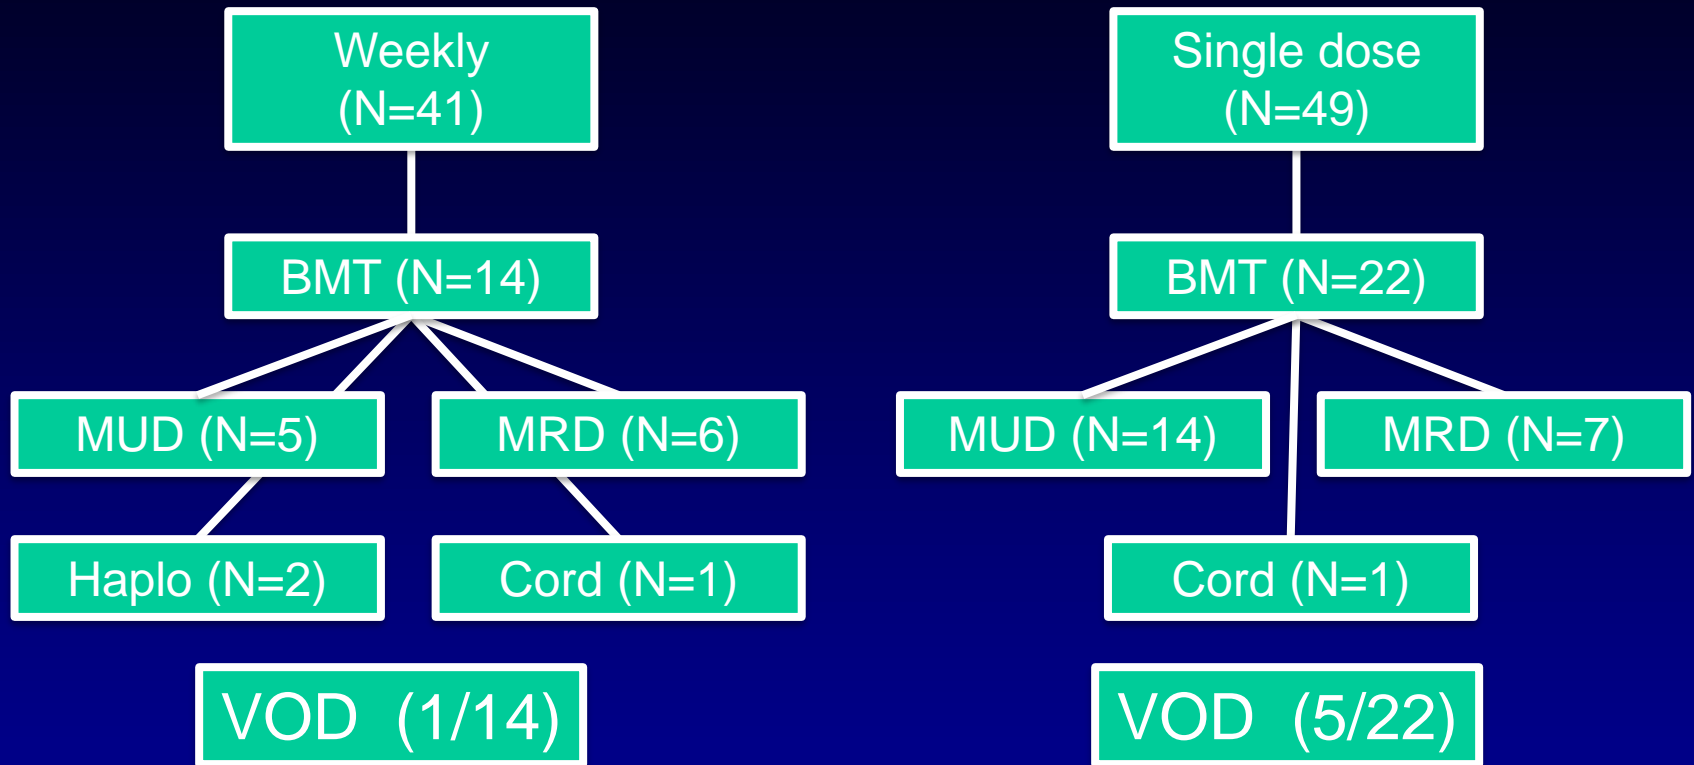 Weekly
(N=41)
BMT (N=14)
MUD (N=5)
MRD (N=6)
Haplo (N=2)
Cord (N=1)
VOD (1/14)
Single dose
(N=49)
BMT (N=22)
MUD (N=14)
MRD (N=7)
Cord (N=1)
VOD (5/22)